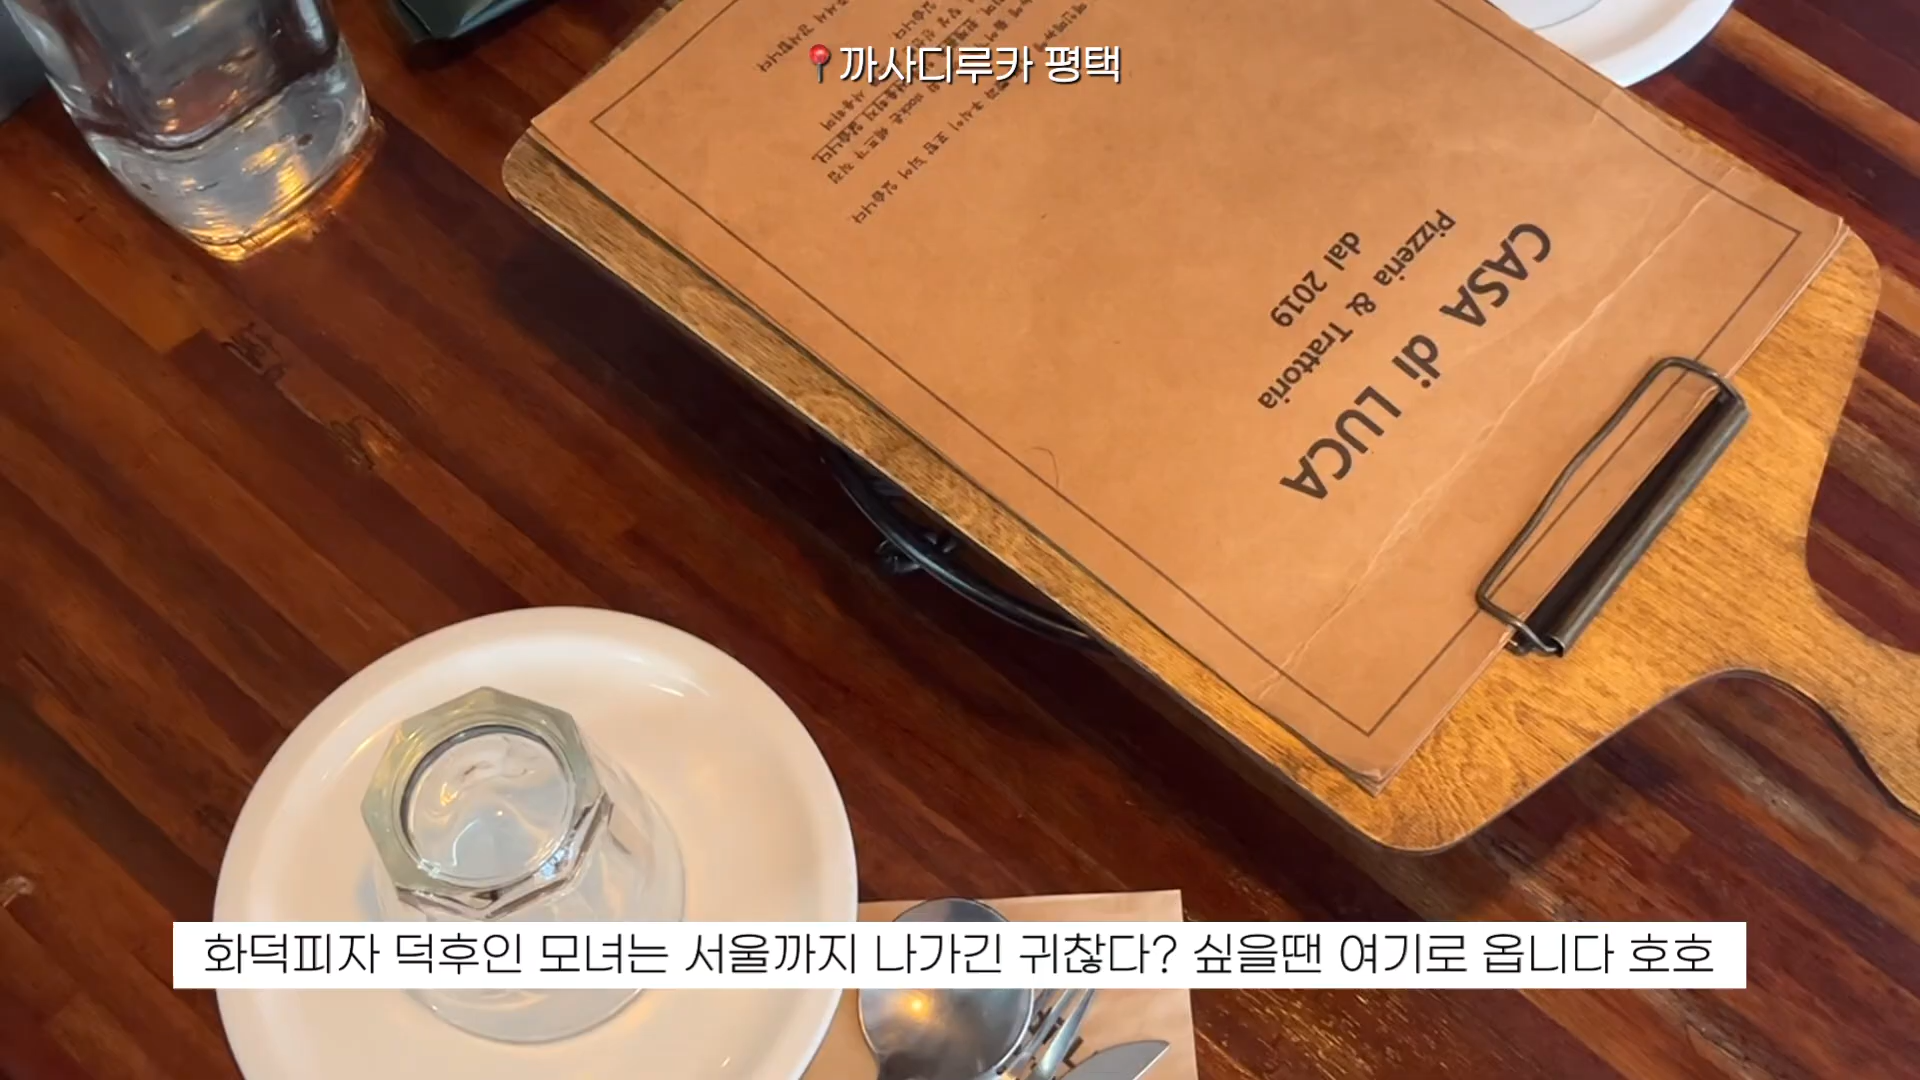 📍까사디루카 평택
CASA di LUCA
Pizzeria & Trattoria
dal 2019
화덕피자 덕후인 모녀는 서울까지 나가긴 귀찮다? 싶을땐 여기로 옵니다 호호